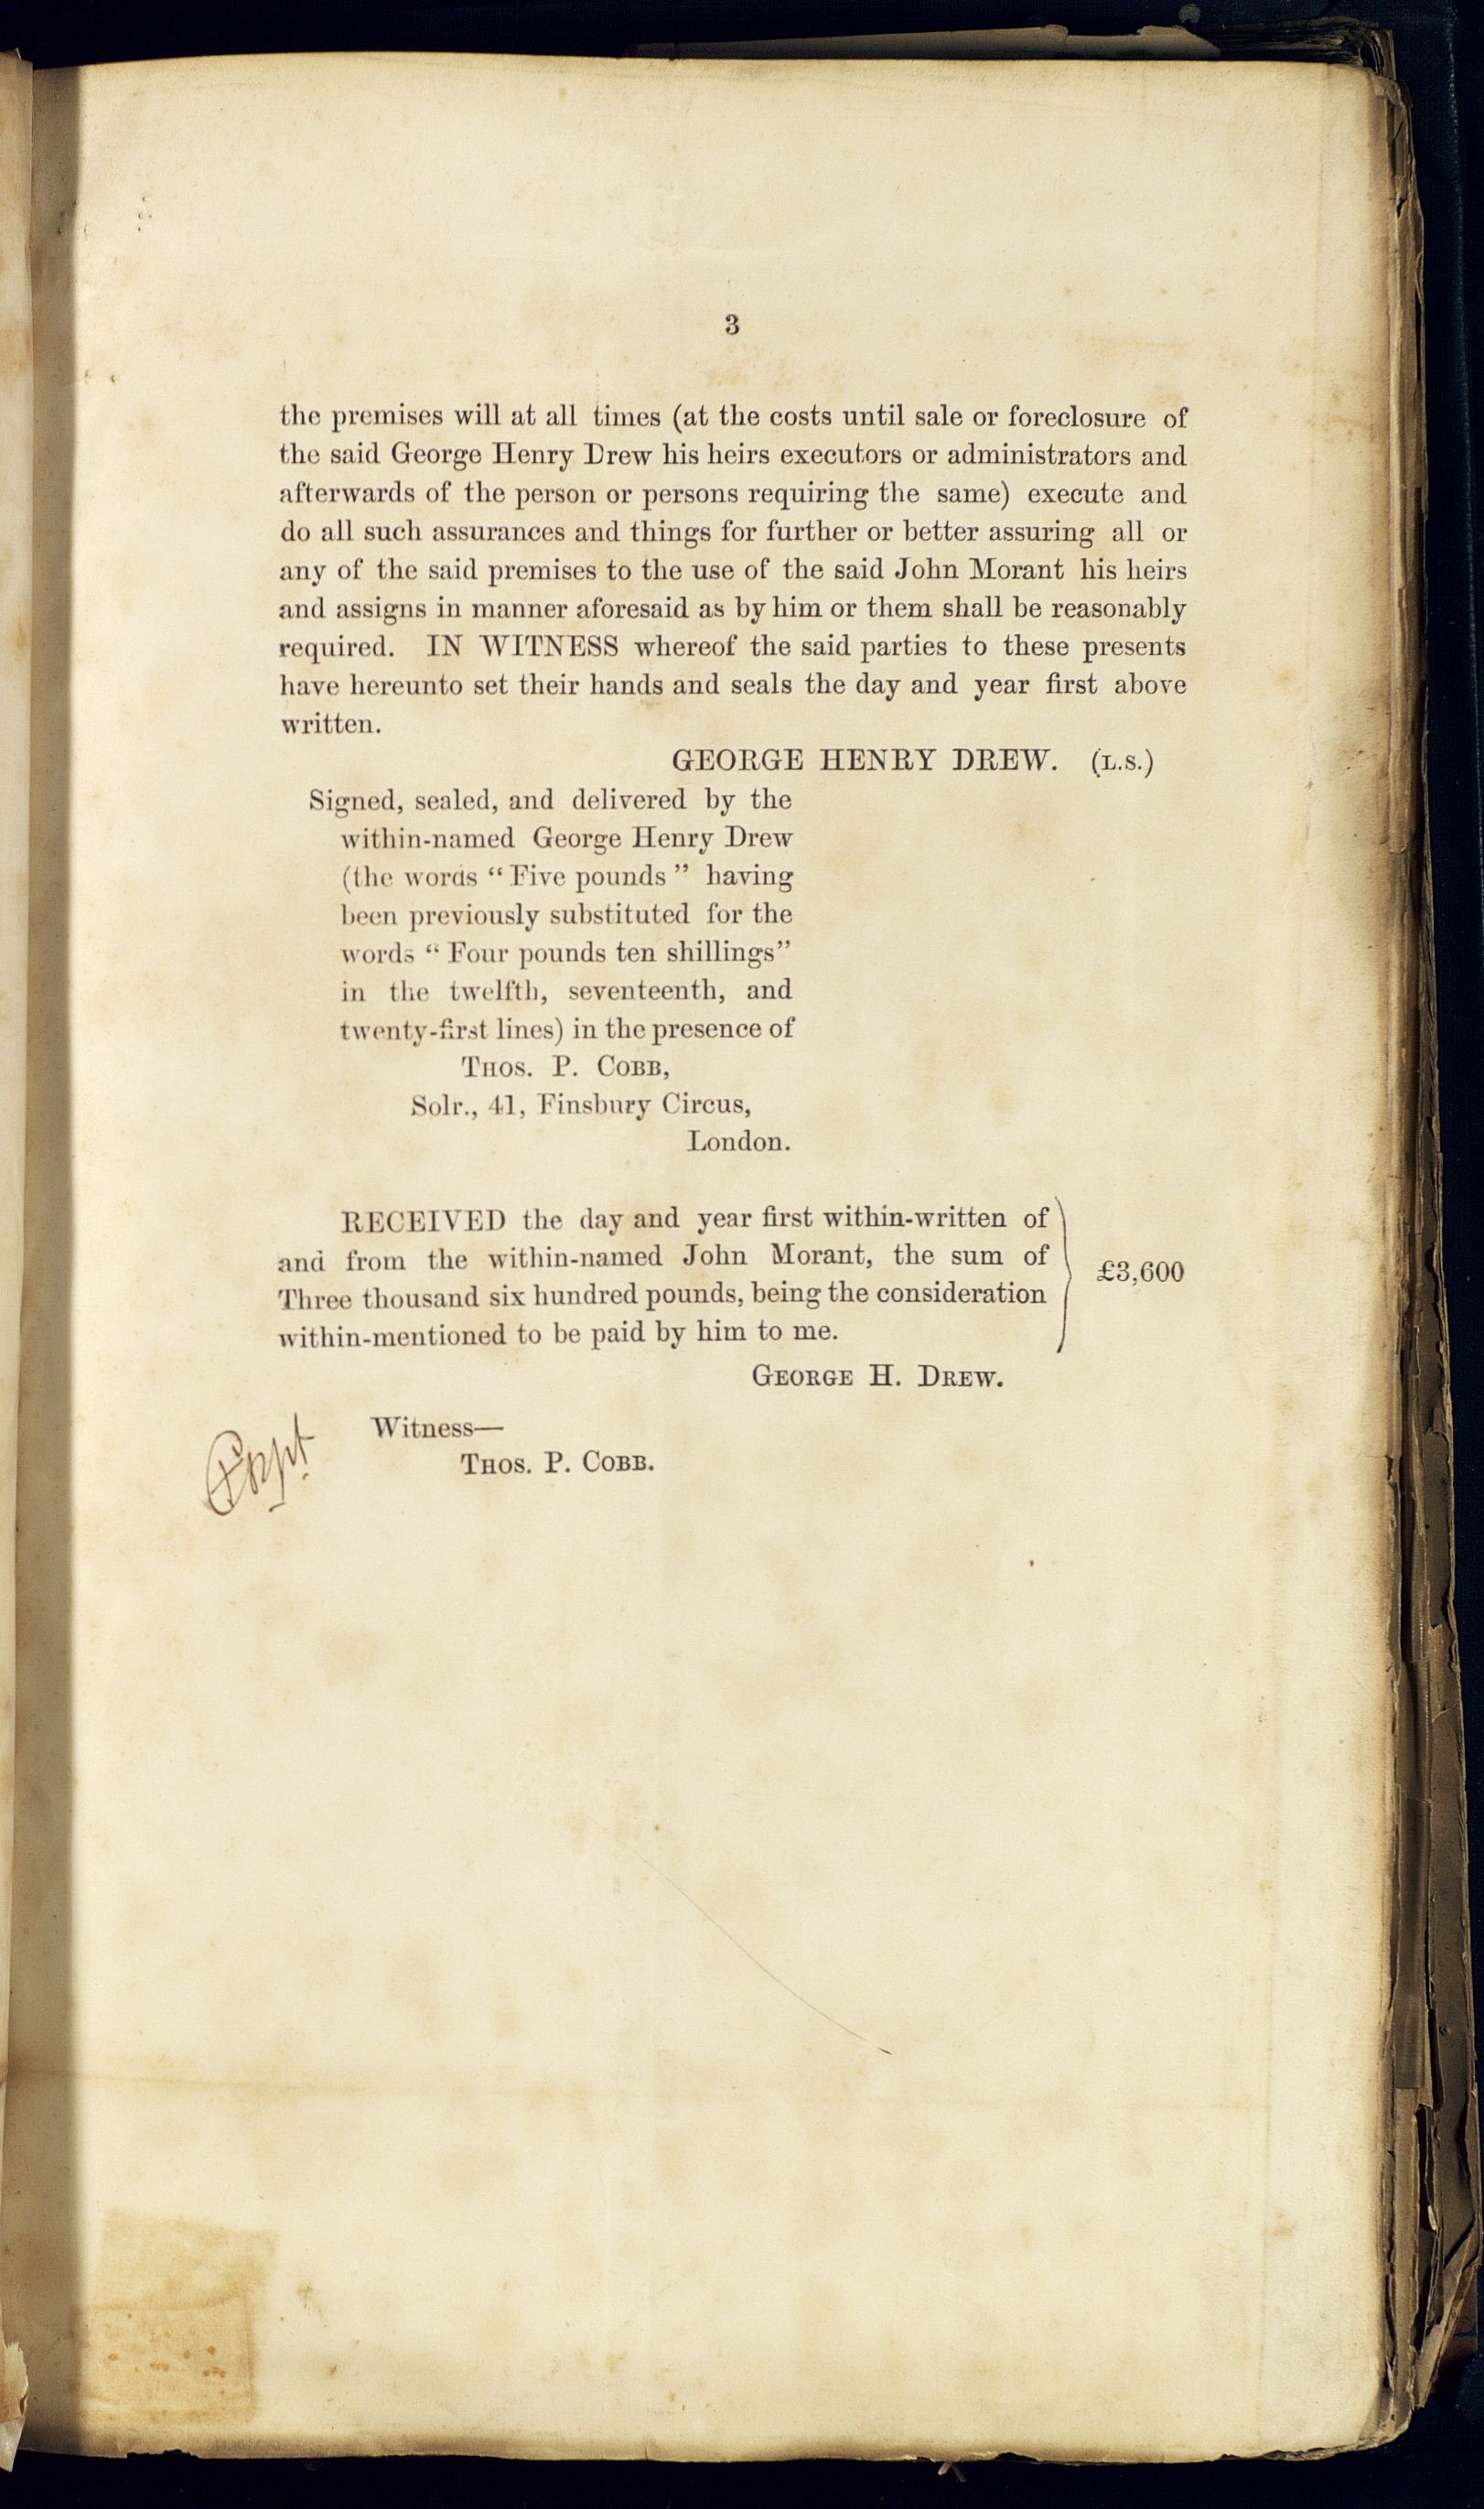 3
the premises will at all times (at the costs until sale or foreclosure of
the said George Henry Drew his heirs executors or administrators and
afterwards of the person or persons requiring the same) execute and
do all such assurances and things for further or better assuring all or
any of the said premises to the use of the said John Morant his heirs
and assigns in manner aforesaid as by him or them shall be reasonably
required. IN WITNESS whereof the said parties to these presents
have hereunto set their hands and seals the day and year first above
written.
GEORGE HENRY DREW. (L.S.)
Signed, sealed, and delivered by the
within-named George Henry Drew
(the words “Five pounds” having
been previously substituted for the
words “Four pounds ten shillings”
in the twelfth, seventeenth, and
twenty-first lines) in the presence of
THOS. P. COBB,
Solr., 41, Finsbury Circus,
London.
RECEIVED the day and year first within-written of
and from the within-named John Morant, the sum of
Three thousand six hundred pounds, being the consideration
within-mentioned to be paid by him to me.
£3,600
GEORGE H. DREW.
Witness—
THOS. P. COBB.